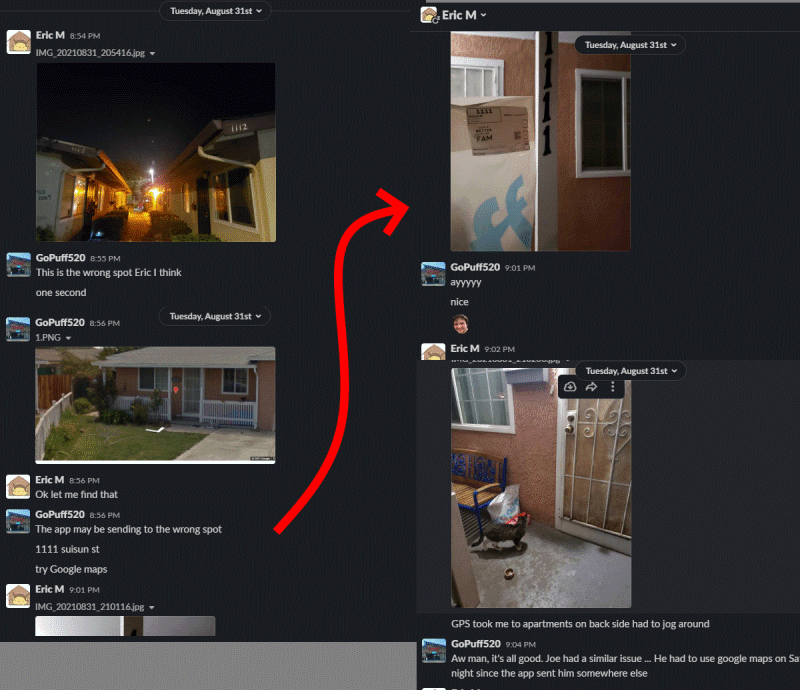 Tuesday, August 31st
Eric M 8:54 PM
IMG_20210831_205416.jpg
1112
GoPuff520 8:55 PM
This is the wrong spot Eric I think
one second
Tuesday, August 31st
GoPuff520 8:56 PM
1.PNG
Eric M 8:56 PM
Ok let me find that
GoPuff520 8:56 PM
The app may be sending to the wrong spot
1111 suisun st
try Google maps
Eric M 9:01 PM
IMG_20210831_210116.jpg
Eric M
Tuesday, August 31st
1111
1111
BETTER
FAM
GoPuff520 9:01 PM
ayyyyy
nice
Eric M 9:02 PM
Tuesday, August 31st
GPS took me to apartments on back side had to jog around
GoPuff520 9:04 PM
Aw man, it's all good. Joe had a similar issue ... He had to use google maps on Sa
night since the app sent him somewhere else